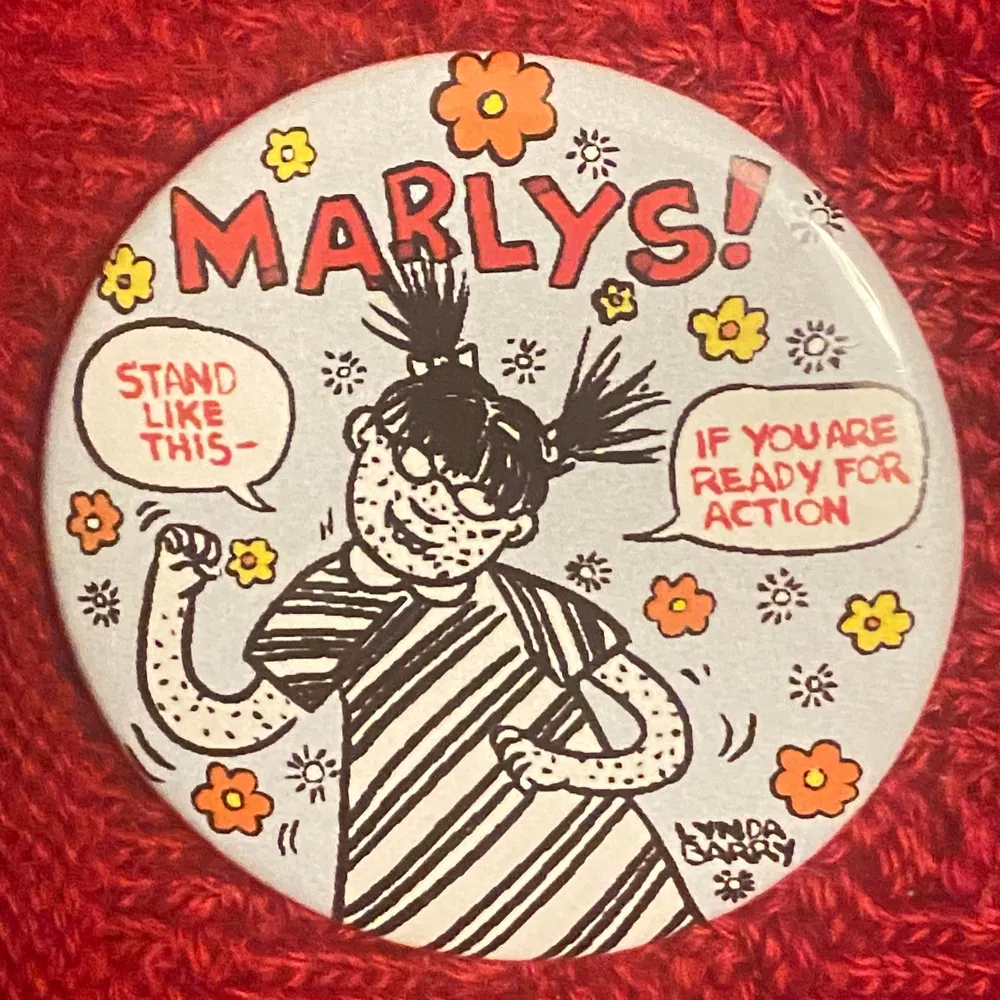 MARLYS!
STAND
LIKE
THIS-
IF YOU ARE
READY FOR
ACTION
LYNDA
BARRY